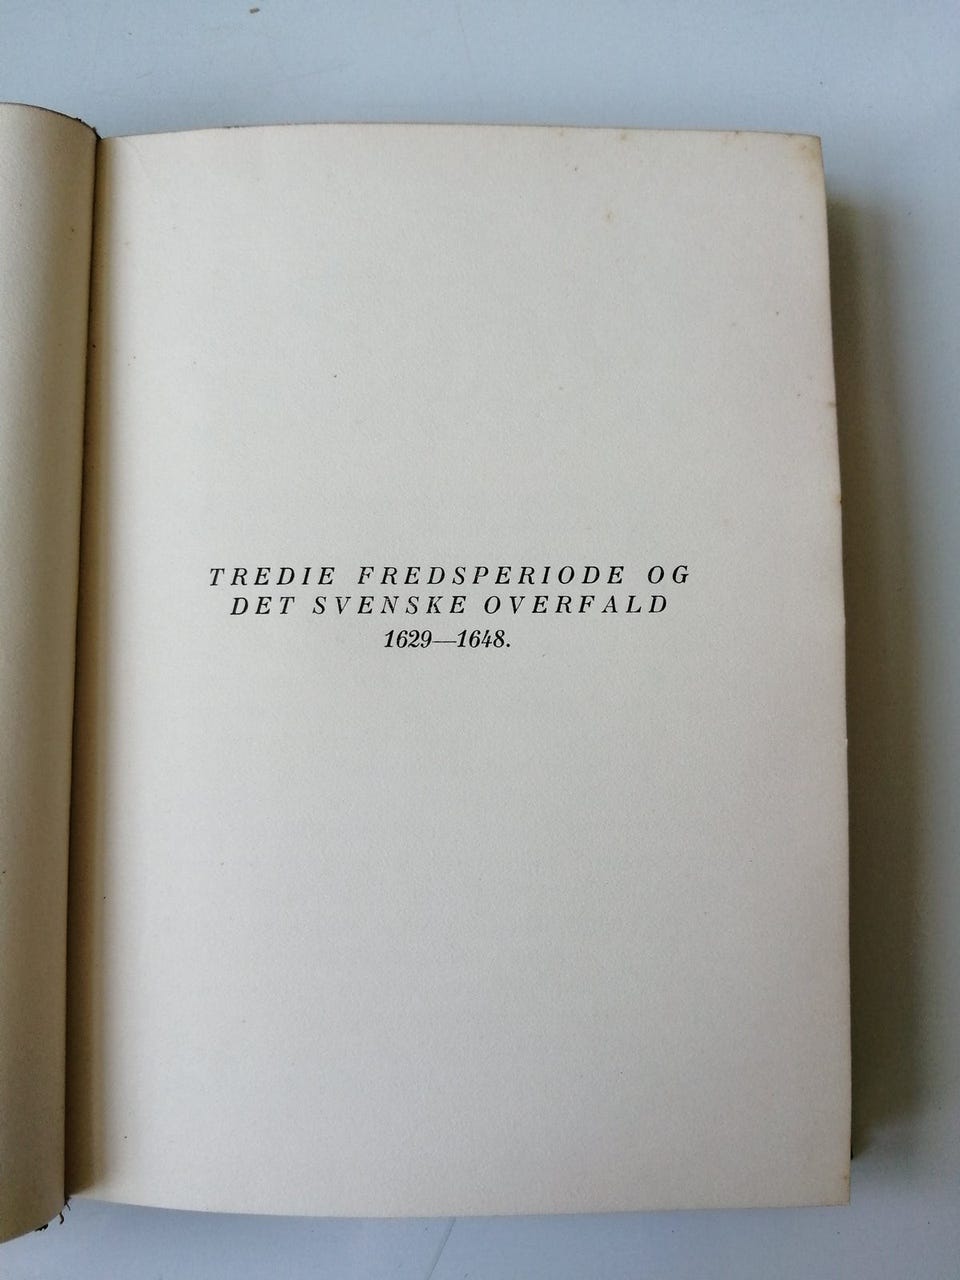 TREDIE FREDSPERIODE OG
DET SVENSKE OVERFALD
1629—1648.